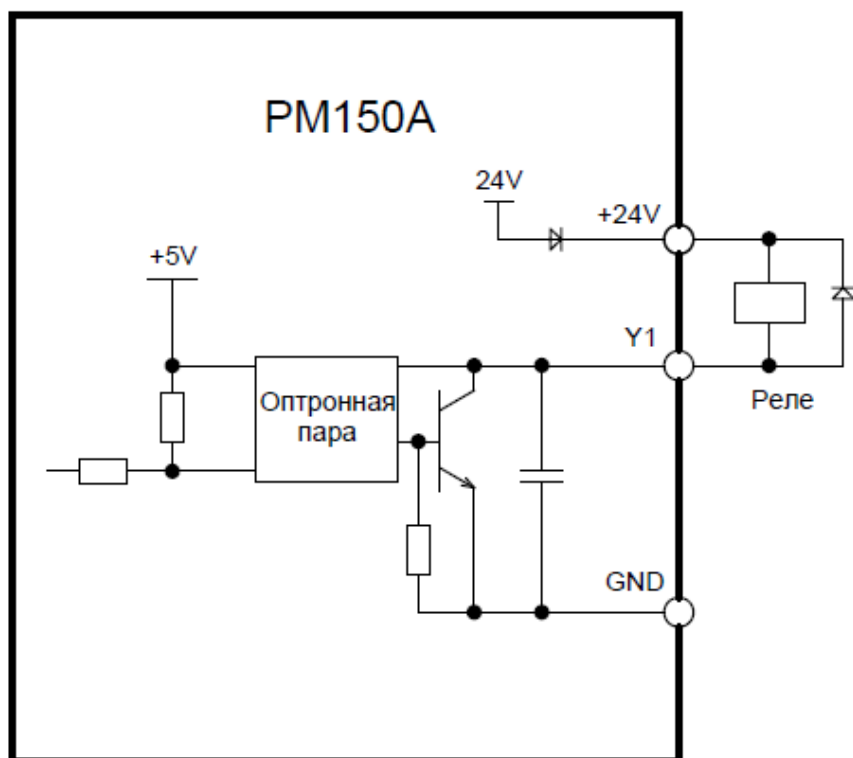 PM150A
24V
+24V
+5V
Y1
Оптронная
пара
Реле
GND